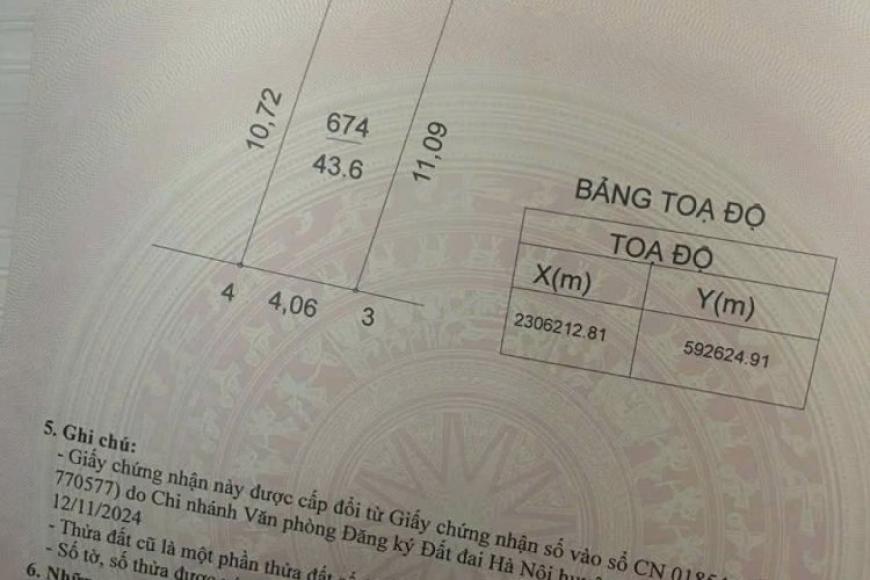 10,72
674
43.6
11,09
4
4,06
3
BẢNG TOẠ ĐỘ
TOẠ ĐỘ
X(m)
Y(m)
2306212.81
592624.91
5. Ghi chú:
- Giấy chứng nhận này được cấp đổi từ Giấy chứng nhận số vào sổ CN
770577) do Chi nhánh Văn phòng Đăng ký Đất đai Hà Nội
12/11/2024
- Thửa đất cũ là một phần thửa đất
- Số tờ, số thửa được
6.